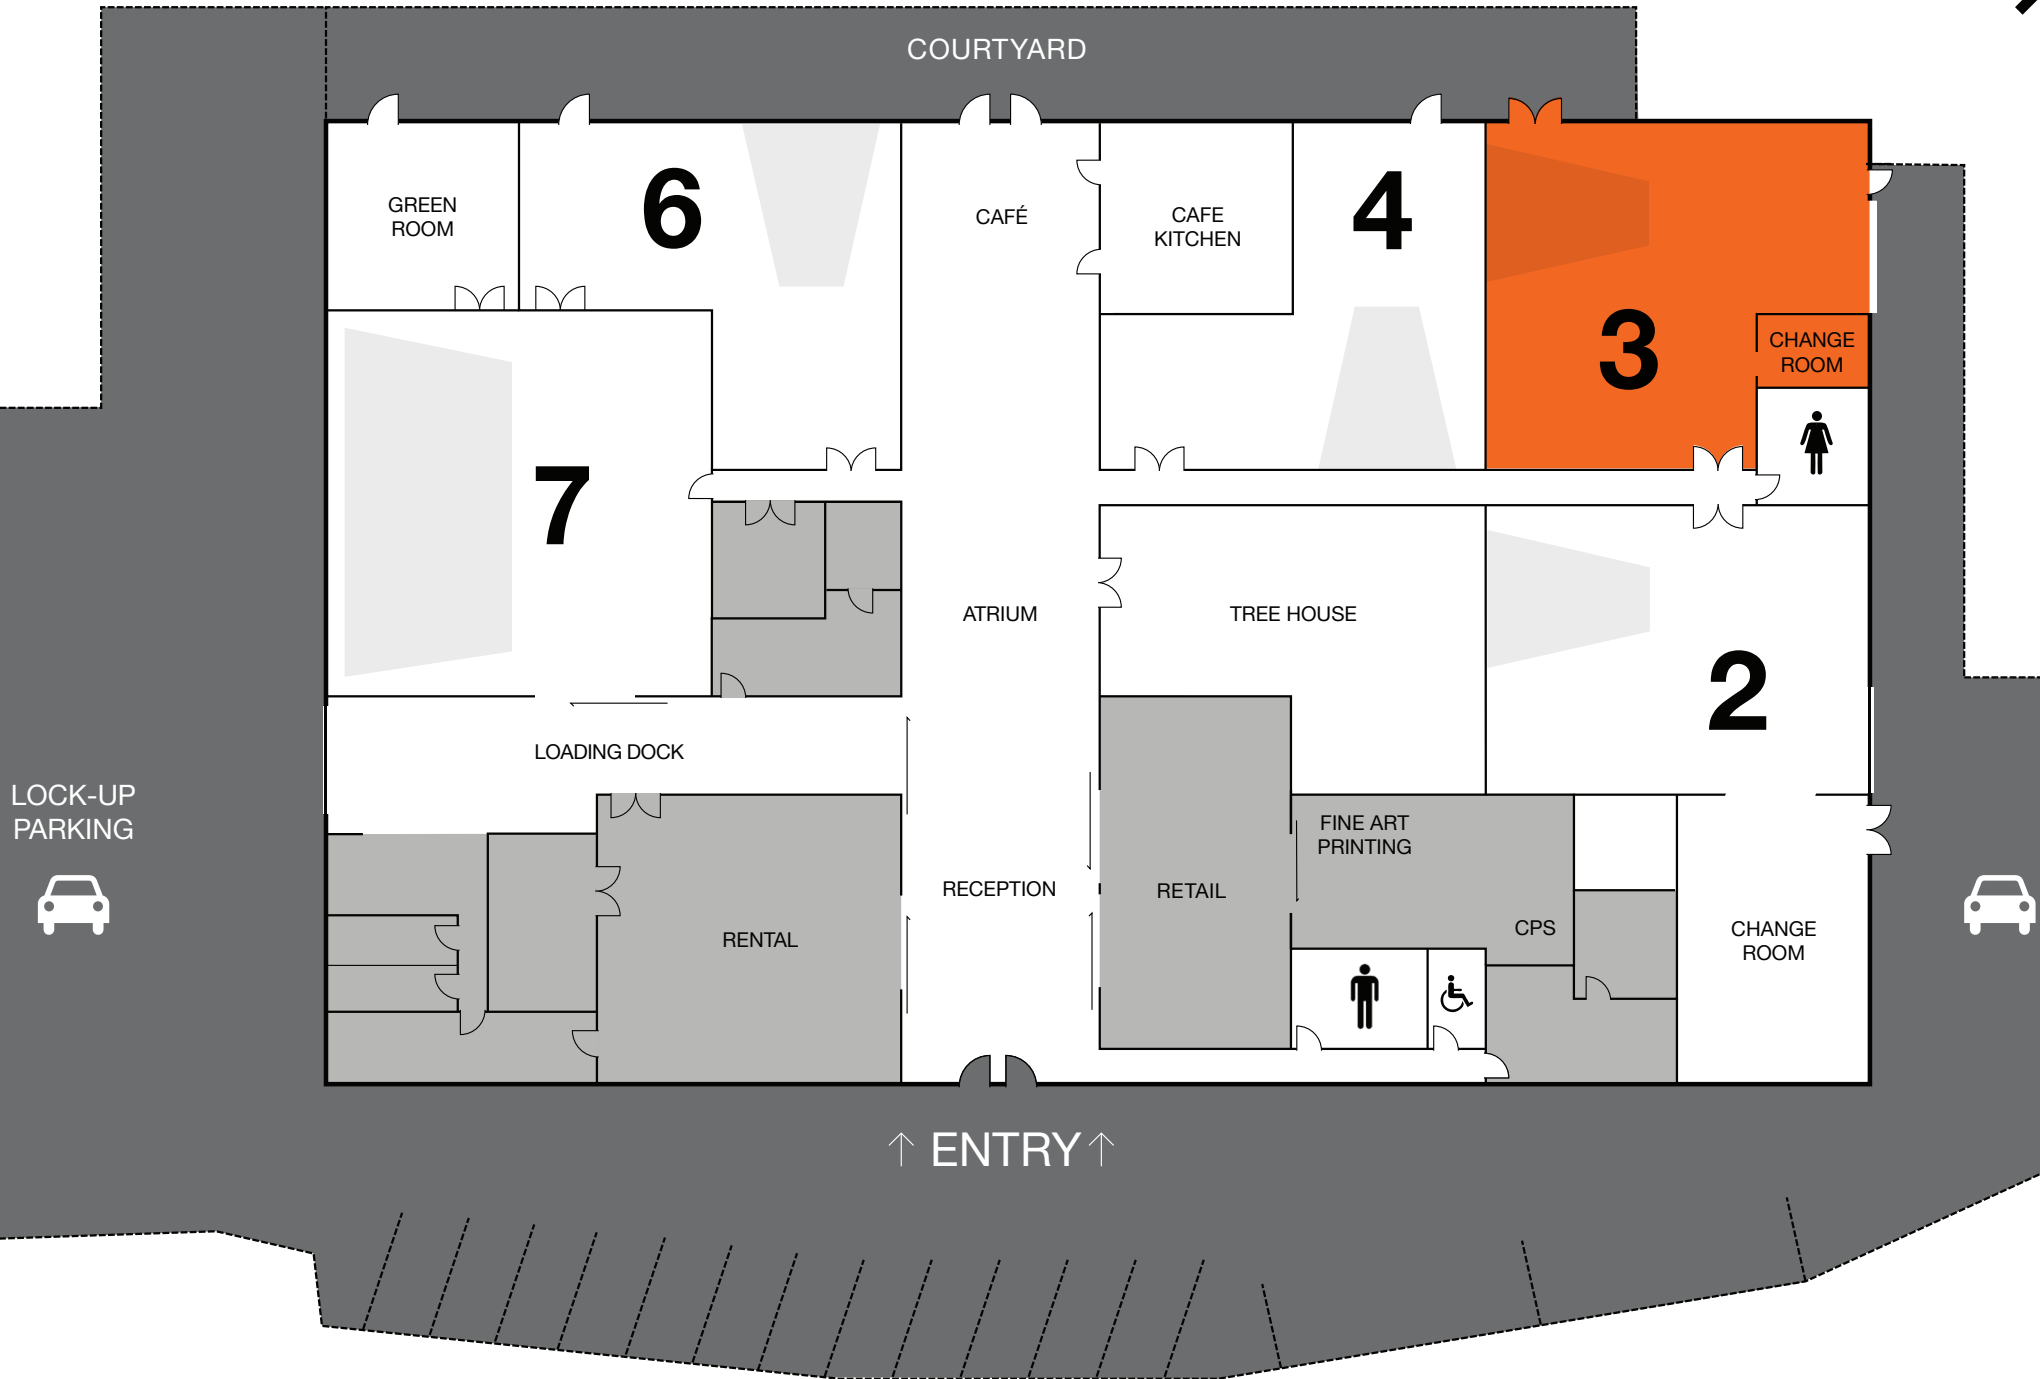 COURTYARD
GREEN
ROOM
6
CAFÉ
CAFE
KITCHEN
4
3
CHANGE
ROOM
7
ATRIUM
TREE HOUSE
2
LOADING DOCK
LOCK-UP
PARKING
FINE ART
PRINTING
RECEPTION
RETAIL
RENTAL
CPS
CHANGE
ROOM
↑ ENTRY ↑